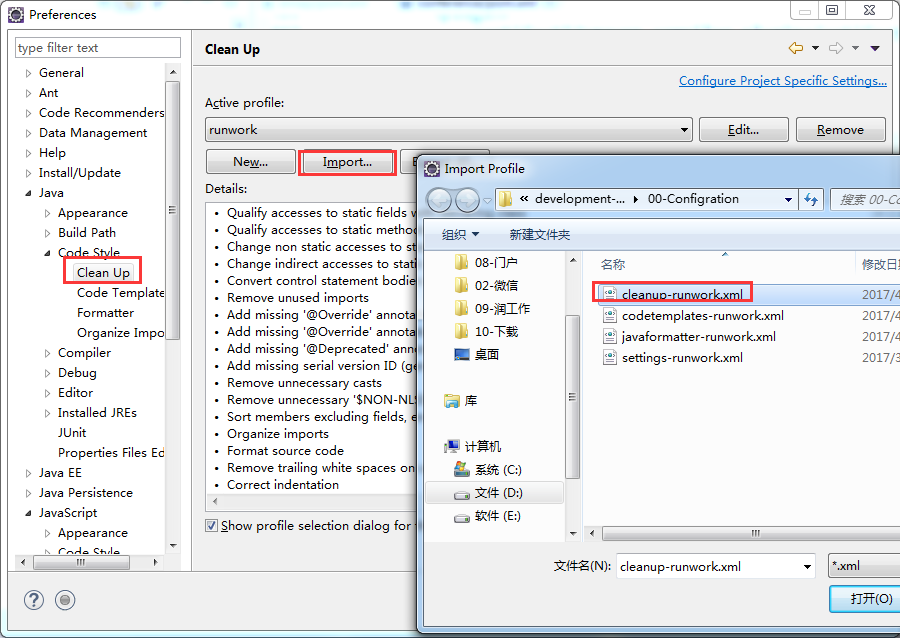 Preferences
type filter text
General
Ant
Code Recommenders
Data Management
Help
Install/Update
Java
Appearance
Build Path
Code Style
Clean Up
Code Template
Formatter
Organize Impo
Compiler
Debug
Editor
Installed JREs
JUnit
Properties Files Ed
Java EE
Java Persistence
JavaScript
Appearance
Code Style
Clean Up
Configure Project Specific Settings...
Active profile:
runwork
Edit...
Remove
New...
Import...
Details:
• Qualify accesses to static fields w
• Qualify accesses to static metho
• Change non static accesses to st
• Change indirect accesses to stati
• Convert control statement bodie
• Remove unused imports
• Add missing '@Override' annota
• Add missing '@Override' annota
• Add missing '@Deprecated' anno
• Add missing serial version ID (ge
• Remove unnecessary casts
• Remove unnecessary '$NON-NLS
• Sort members excluding fields, e
• Organize imports
• Format source code
• Remove trailing white spaces on
• Correct indentation
Show profile selection dialog for t
Import Profile
« development-... 00-Configration
搜索 00-Co
组织
新建文件夹
08-门户
02-微信
09-润工作
10-下载
桌面
库
计算机
系统 (C:)
文件 (D:)
软件 (E:)
名称
修改日期
cleanup-runwork.xml 2017/4
codetemplates-runwork.xml 2017/4
javaformatter-runwork.xml 2017/4
settings-runwork.xml 2017/3
文件名(N):
cleanup-runwork.xml
*.xml
打开(O)